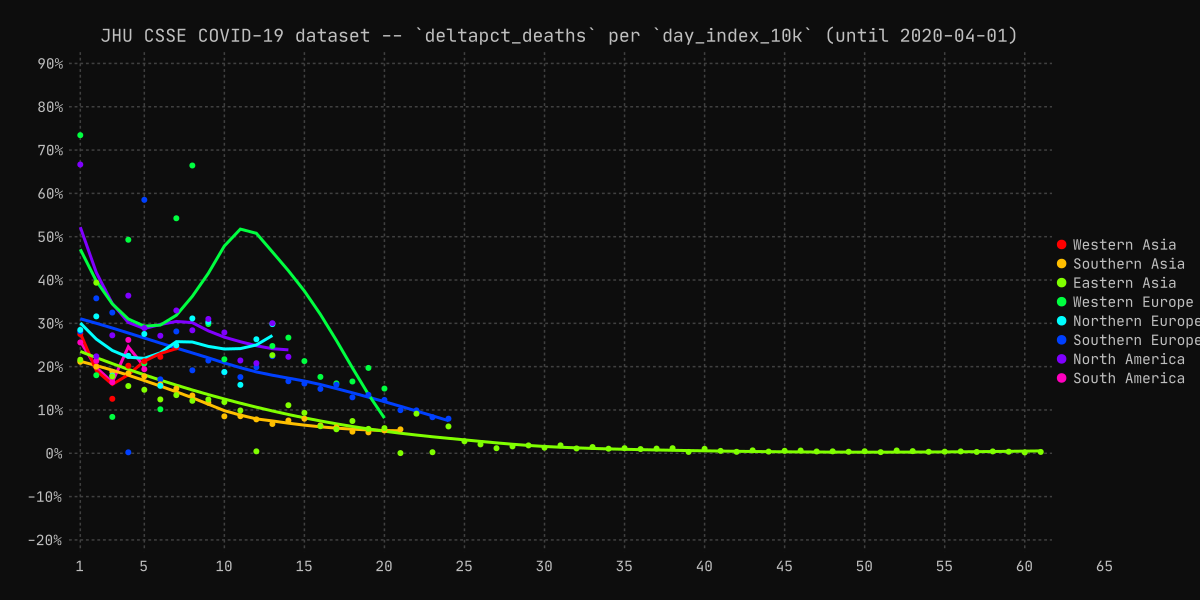 JHU CSSE COVID-19 dataset -- `deltapct_deaths` per `day_index_10k` (until 2020-04-01)
90%
80%
70%
60%
50%
40%
30%
20%
10%
0%
-10%
-20%
1 5 10 15 20 25 30 35 40 45 50 55 60 65
Western Asia
Southern Asia
Eastern Asia
Western Europe
Northern Europe
Southern Europe
North America
South America